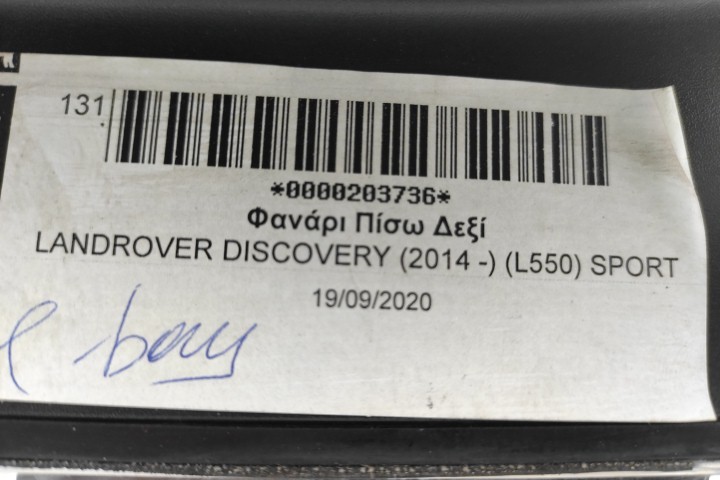 131
*0000203736*
Φανάρι Πίσω Δεξί
LANDROVER DISCOVERY (2014 -) (L550) SPORT
19/09/2020